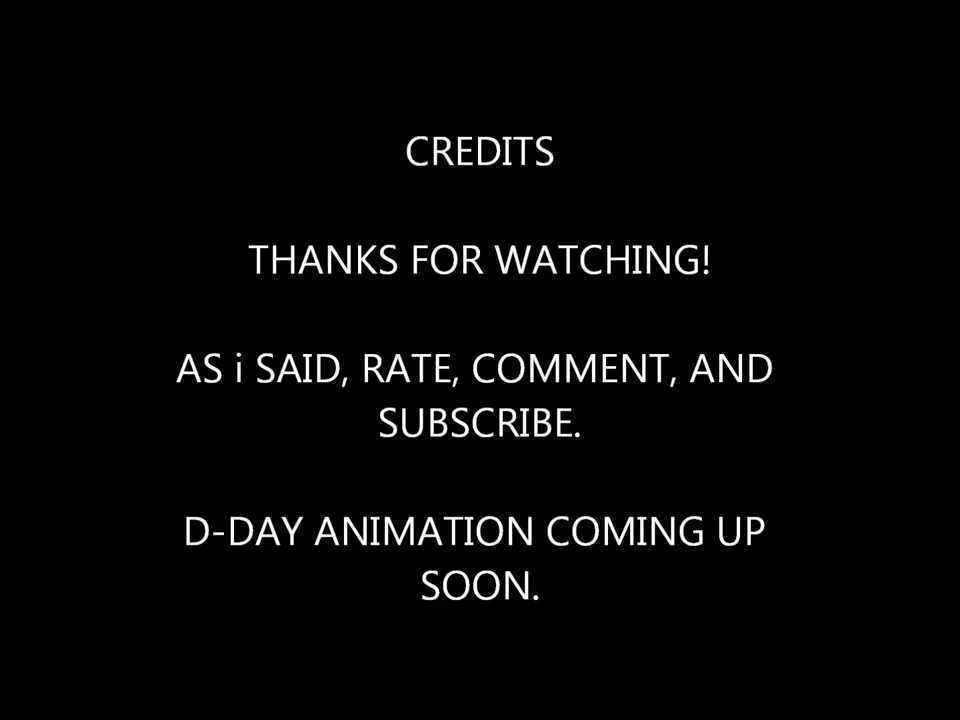 CREDITS
THANKS FOR WATCHING!
AS i SAID, RATE, COMMENT, AND
SUBSCRIBE.
D-DAY ANIMATION COMING UP
SOON.